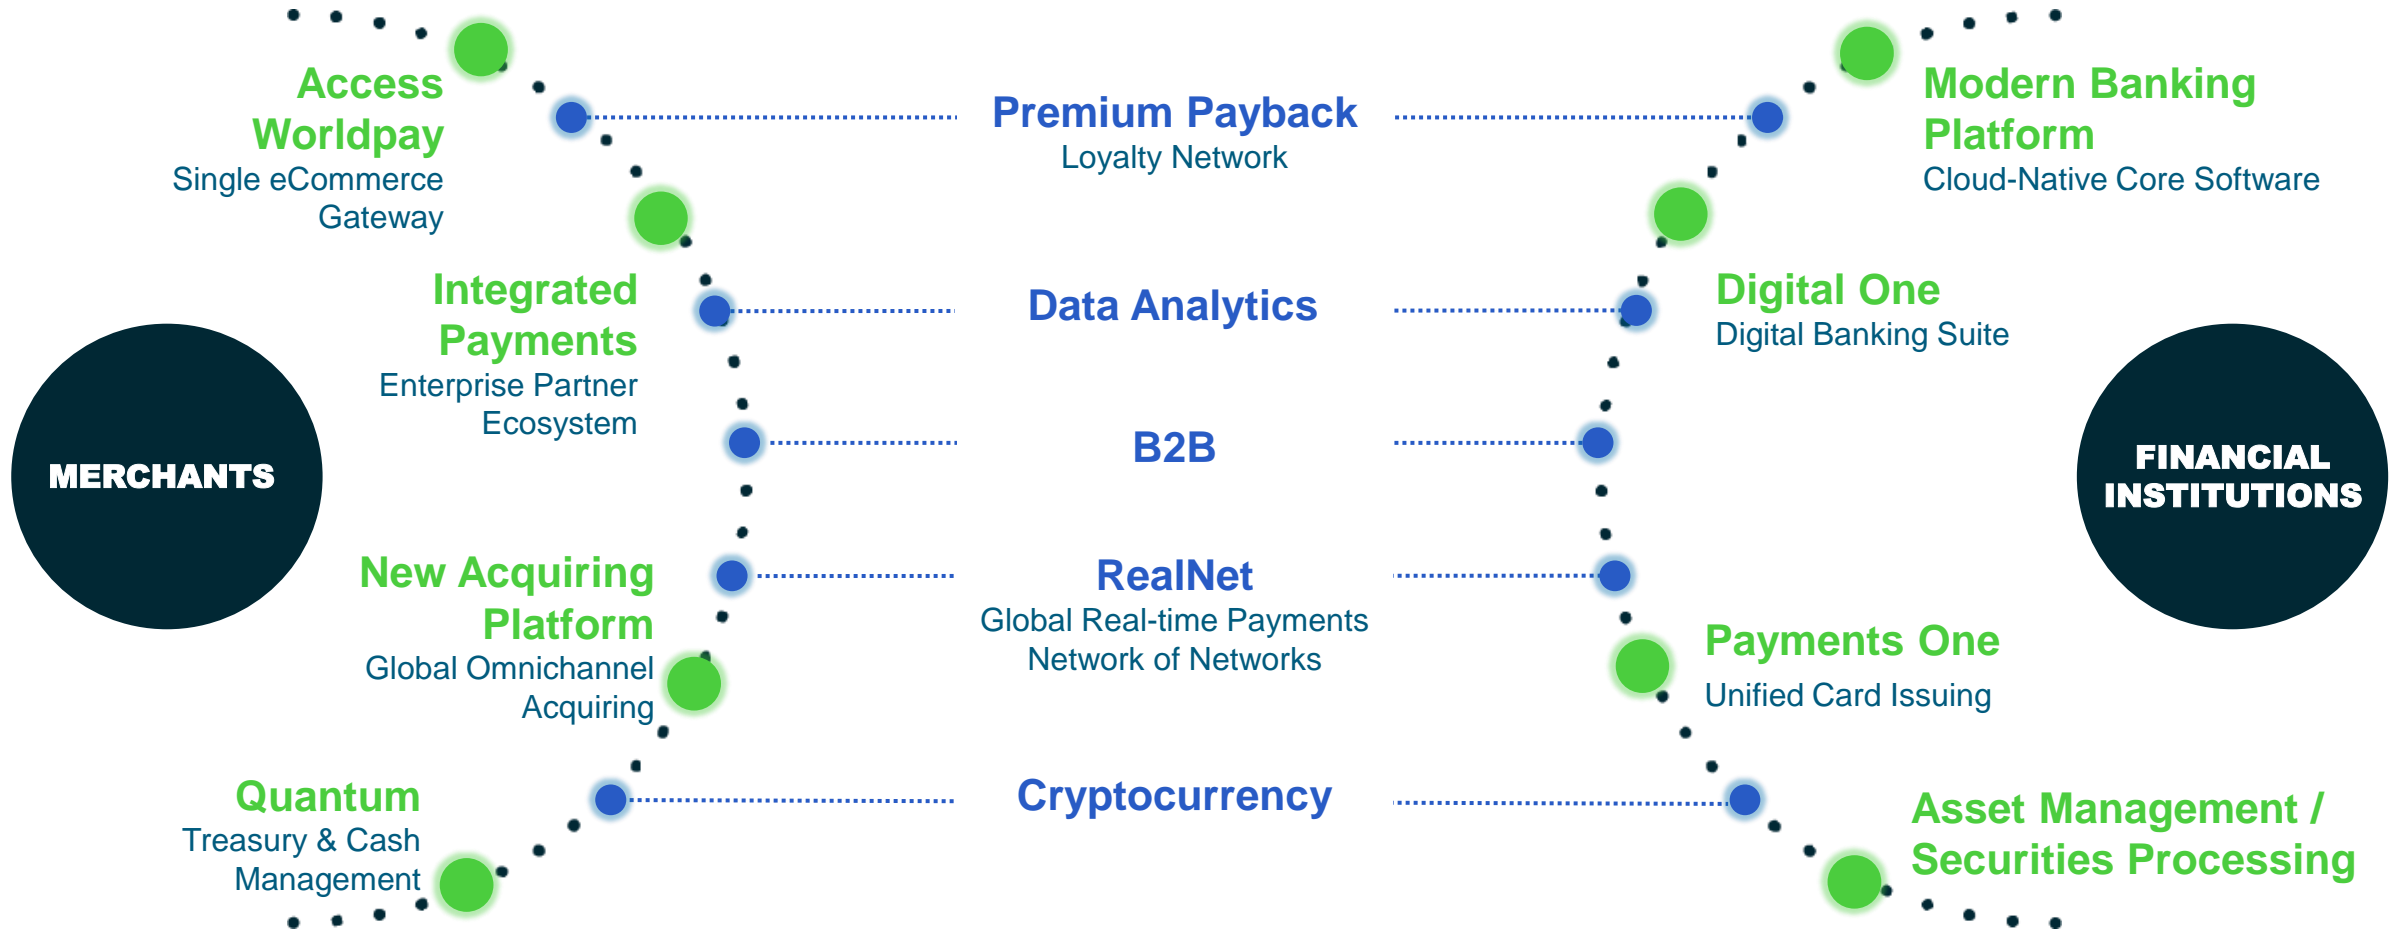 MERCHANTS
Access
Worldpay
Single eCommerce
Gateway
Integrated
Payments
Enterprise Partner
Ecosystem
New Acquiring
Platform
Global Omnichannel
Acquiring
Quantum
Treasury & Cash
Management
Premium Payback
Loyalty Network
Data Analytics
B2B
RealNet
Global Real-time Payments
Network of Networks
Cryptocurrency
Modern Banking
Platform
Cloud-Native Core Software
Digital One
Digital Banking Suite
Payments One
Unified Card Issuing
Asset Management /
Securities Processing
FINANCIAL
INSTITUTIONS